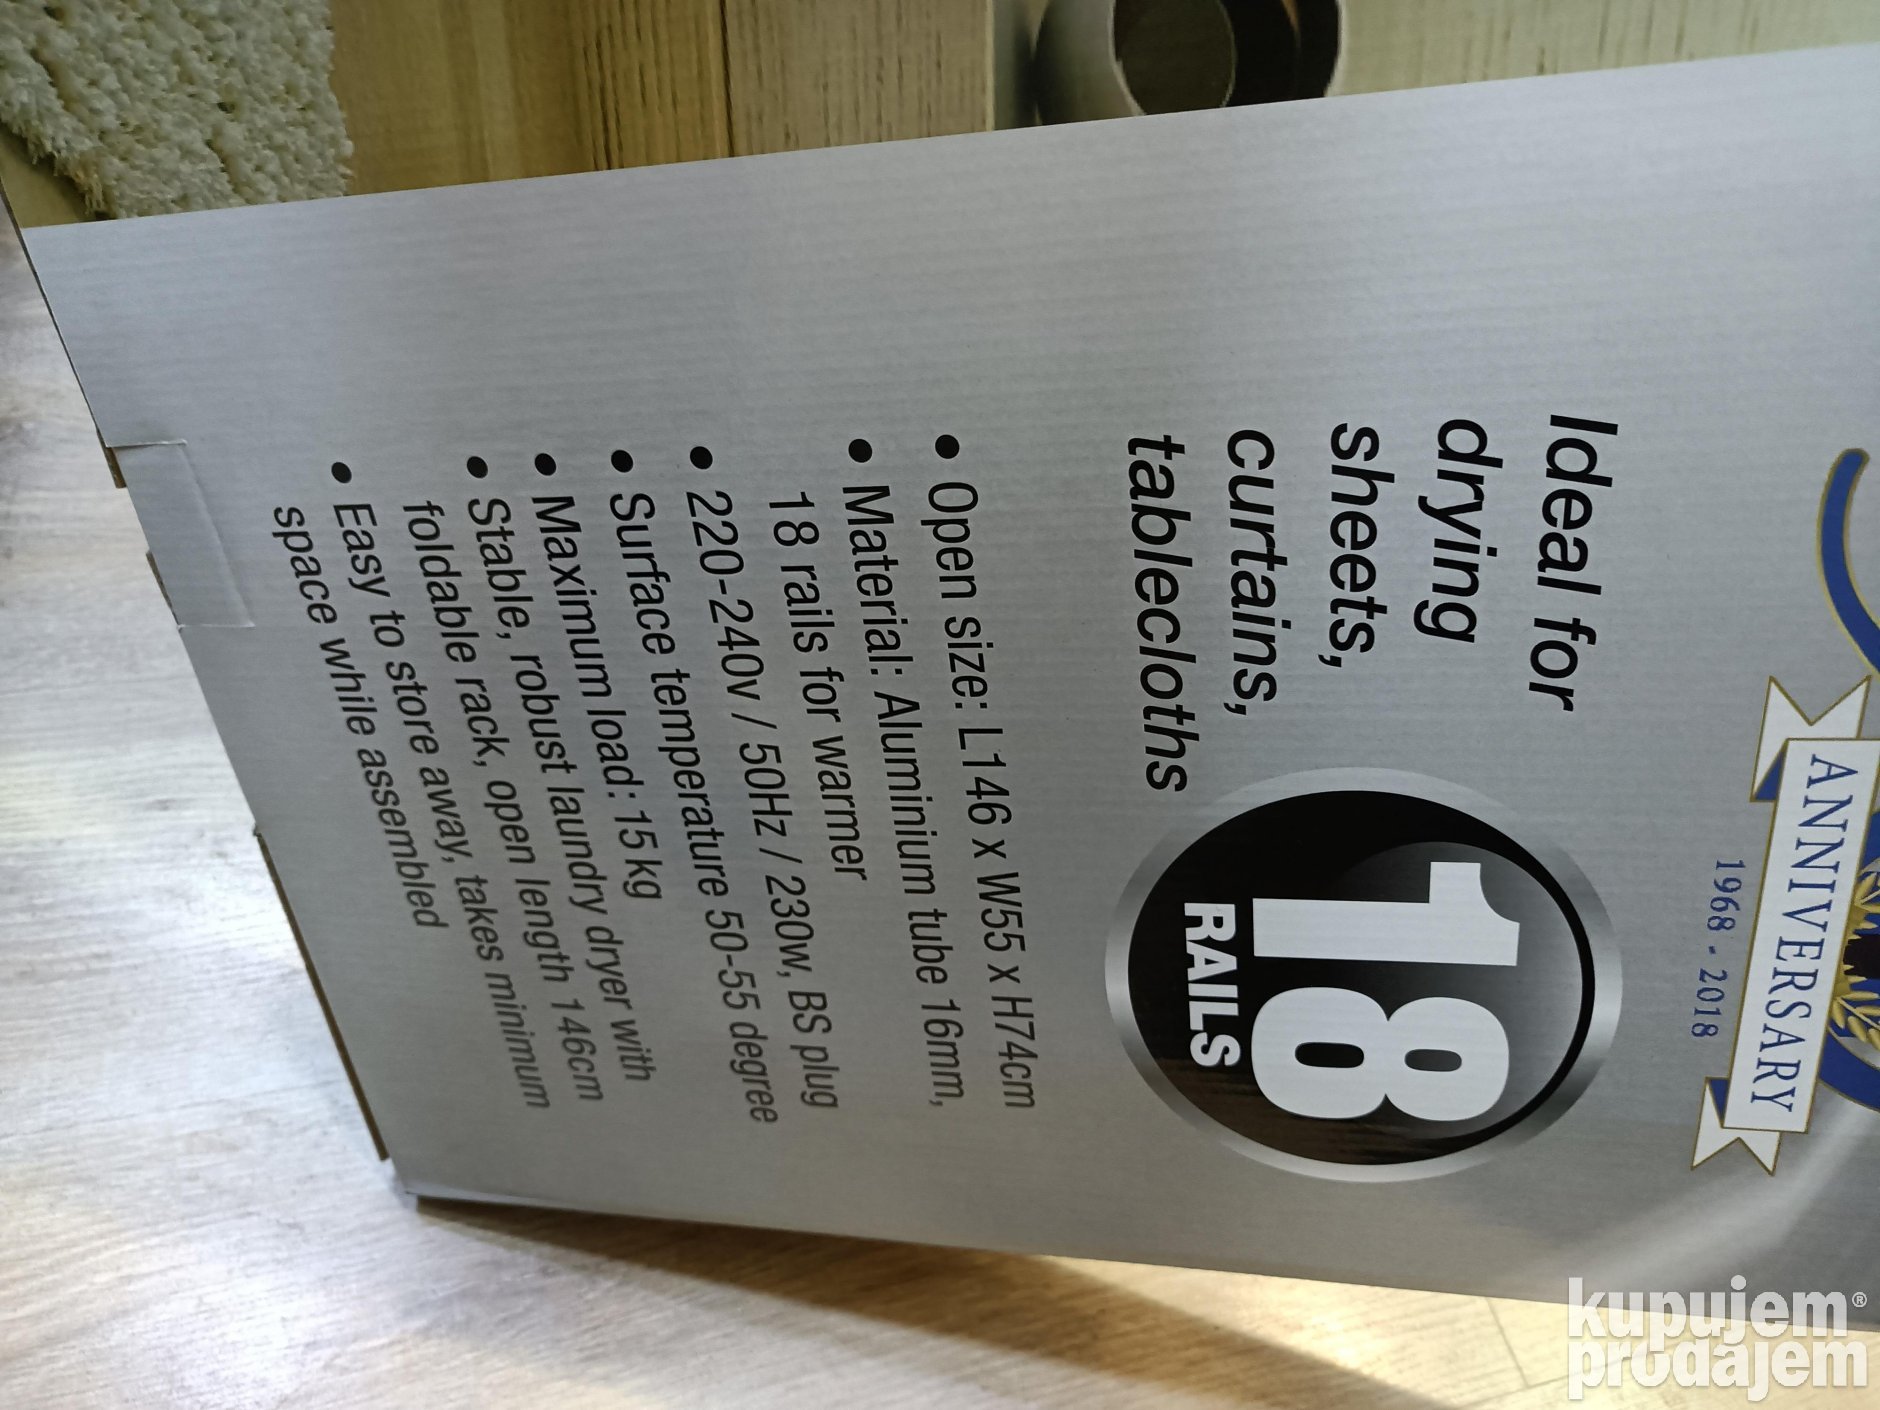 ANNIVERSARY
1968 - 2018
Ideal for
drying
sheets,
curtains,
tablecloths
18
RAILS
• Open size: L146 x W55 x H74cm
• Material: Aluminium tube 16mm,
18 rails for warmer
• 220-240v / 50Hz / 230w, BS plug
• Surface temperature 50-55 degree
• Maximum load: 15 kg
• Stable, robust laundry dryer with
foldable rack, open length 146cm
• Easy to store away, takes minimum
space while assembled
kupujem®
prodajem